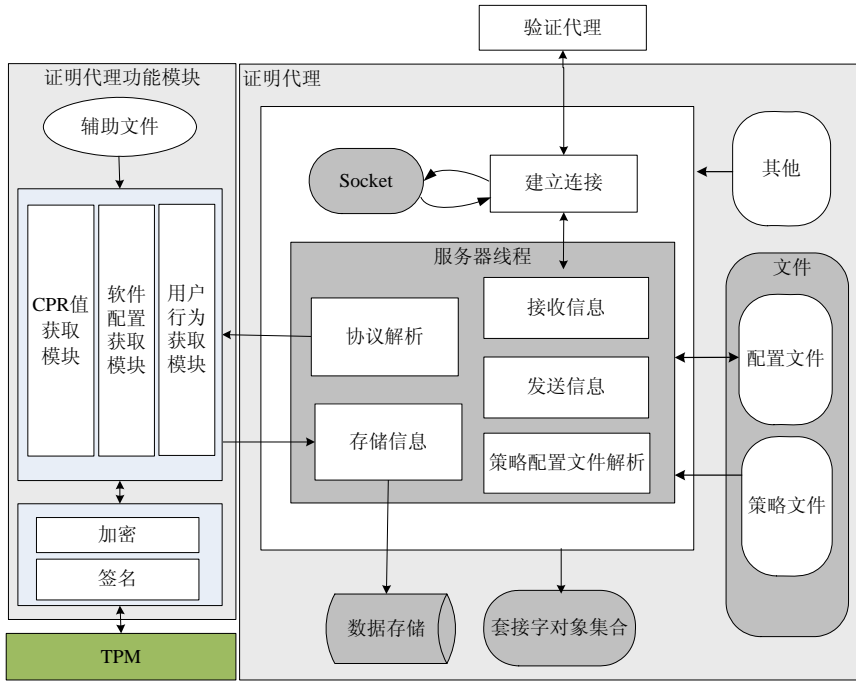 验证代理
证明代理功能模块
证明代理
辅助文件
Socket
建立连接
其他
服务器线程
文件
CPR值
获取
模块
软件
配置
获取
模块
用户
行为
获取
模块
协议解析
接收信息
配置文件
发送信息
存储信息
策略配置文件解析
策略文件
加密
签名
数据存储
套接字对象集合
TPM